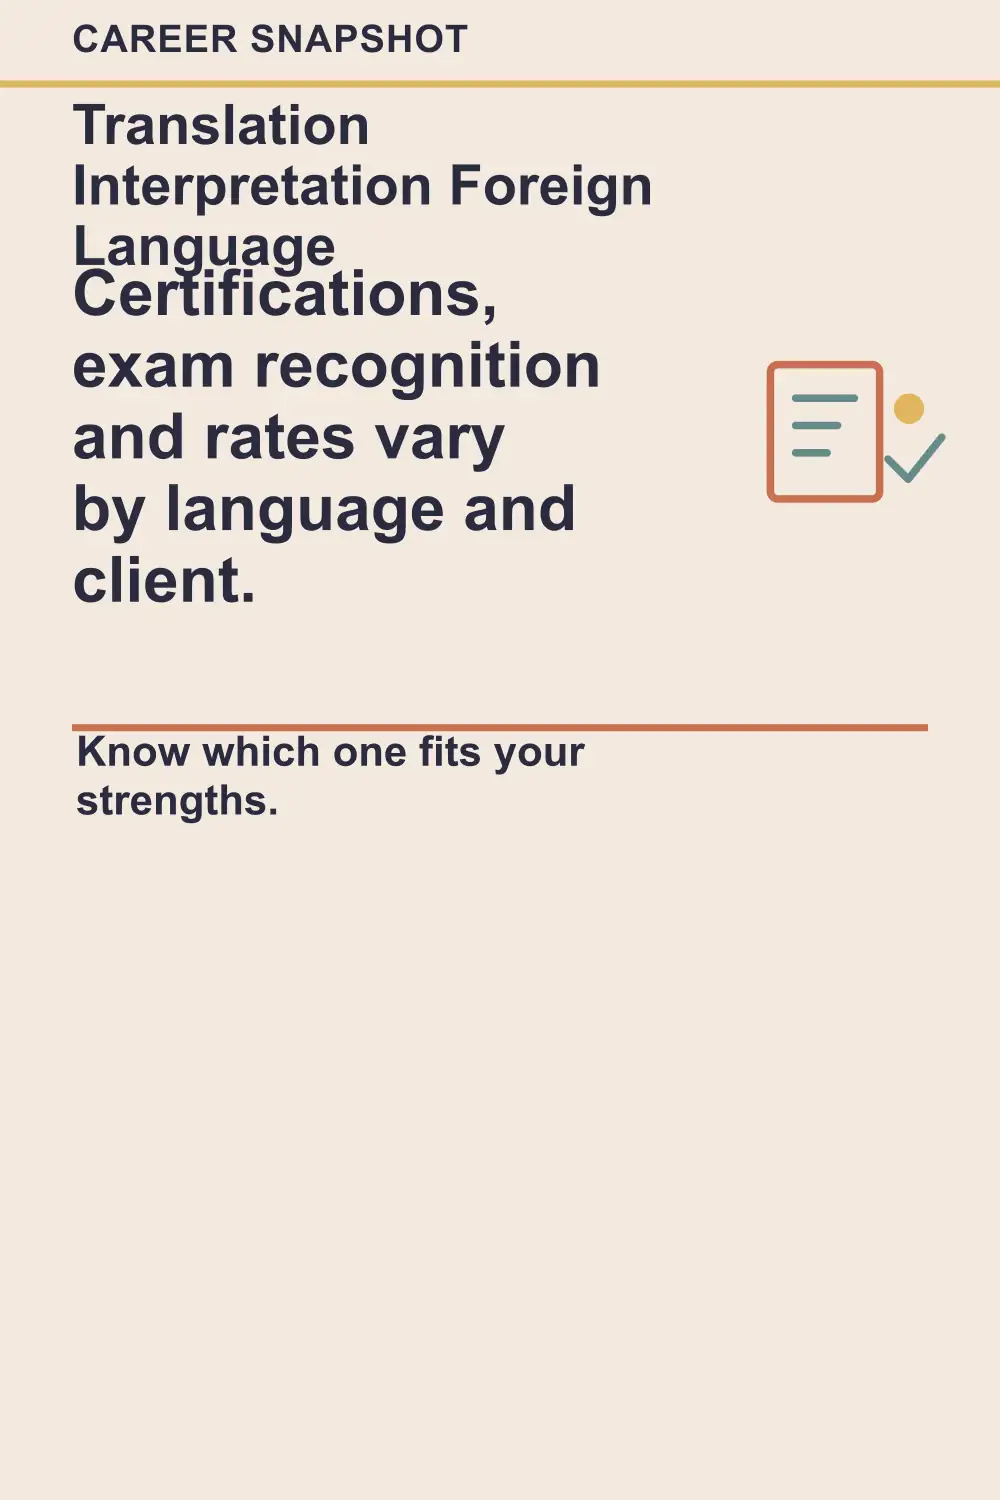 CAREER SNAPSHOT
Translation
Interpretation Foreign
Language
Certifications,
exam recognition
and rates vary
by language and
client.
Know which one fits your
strengths.